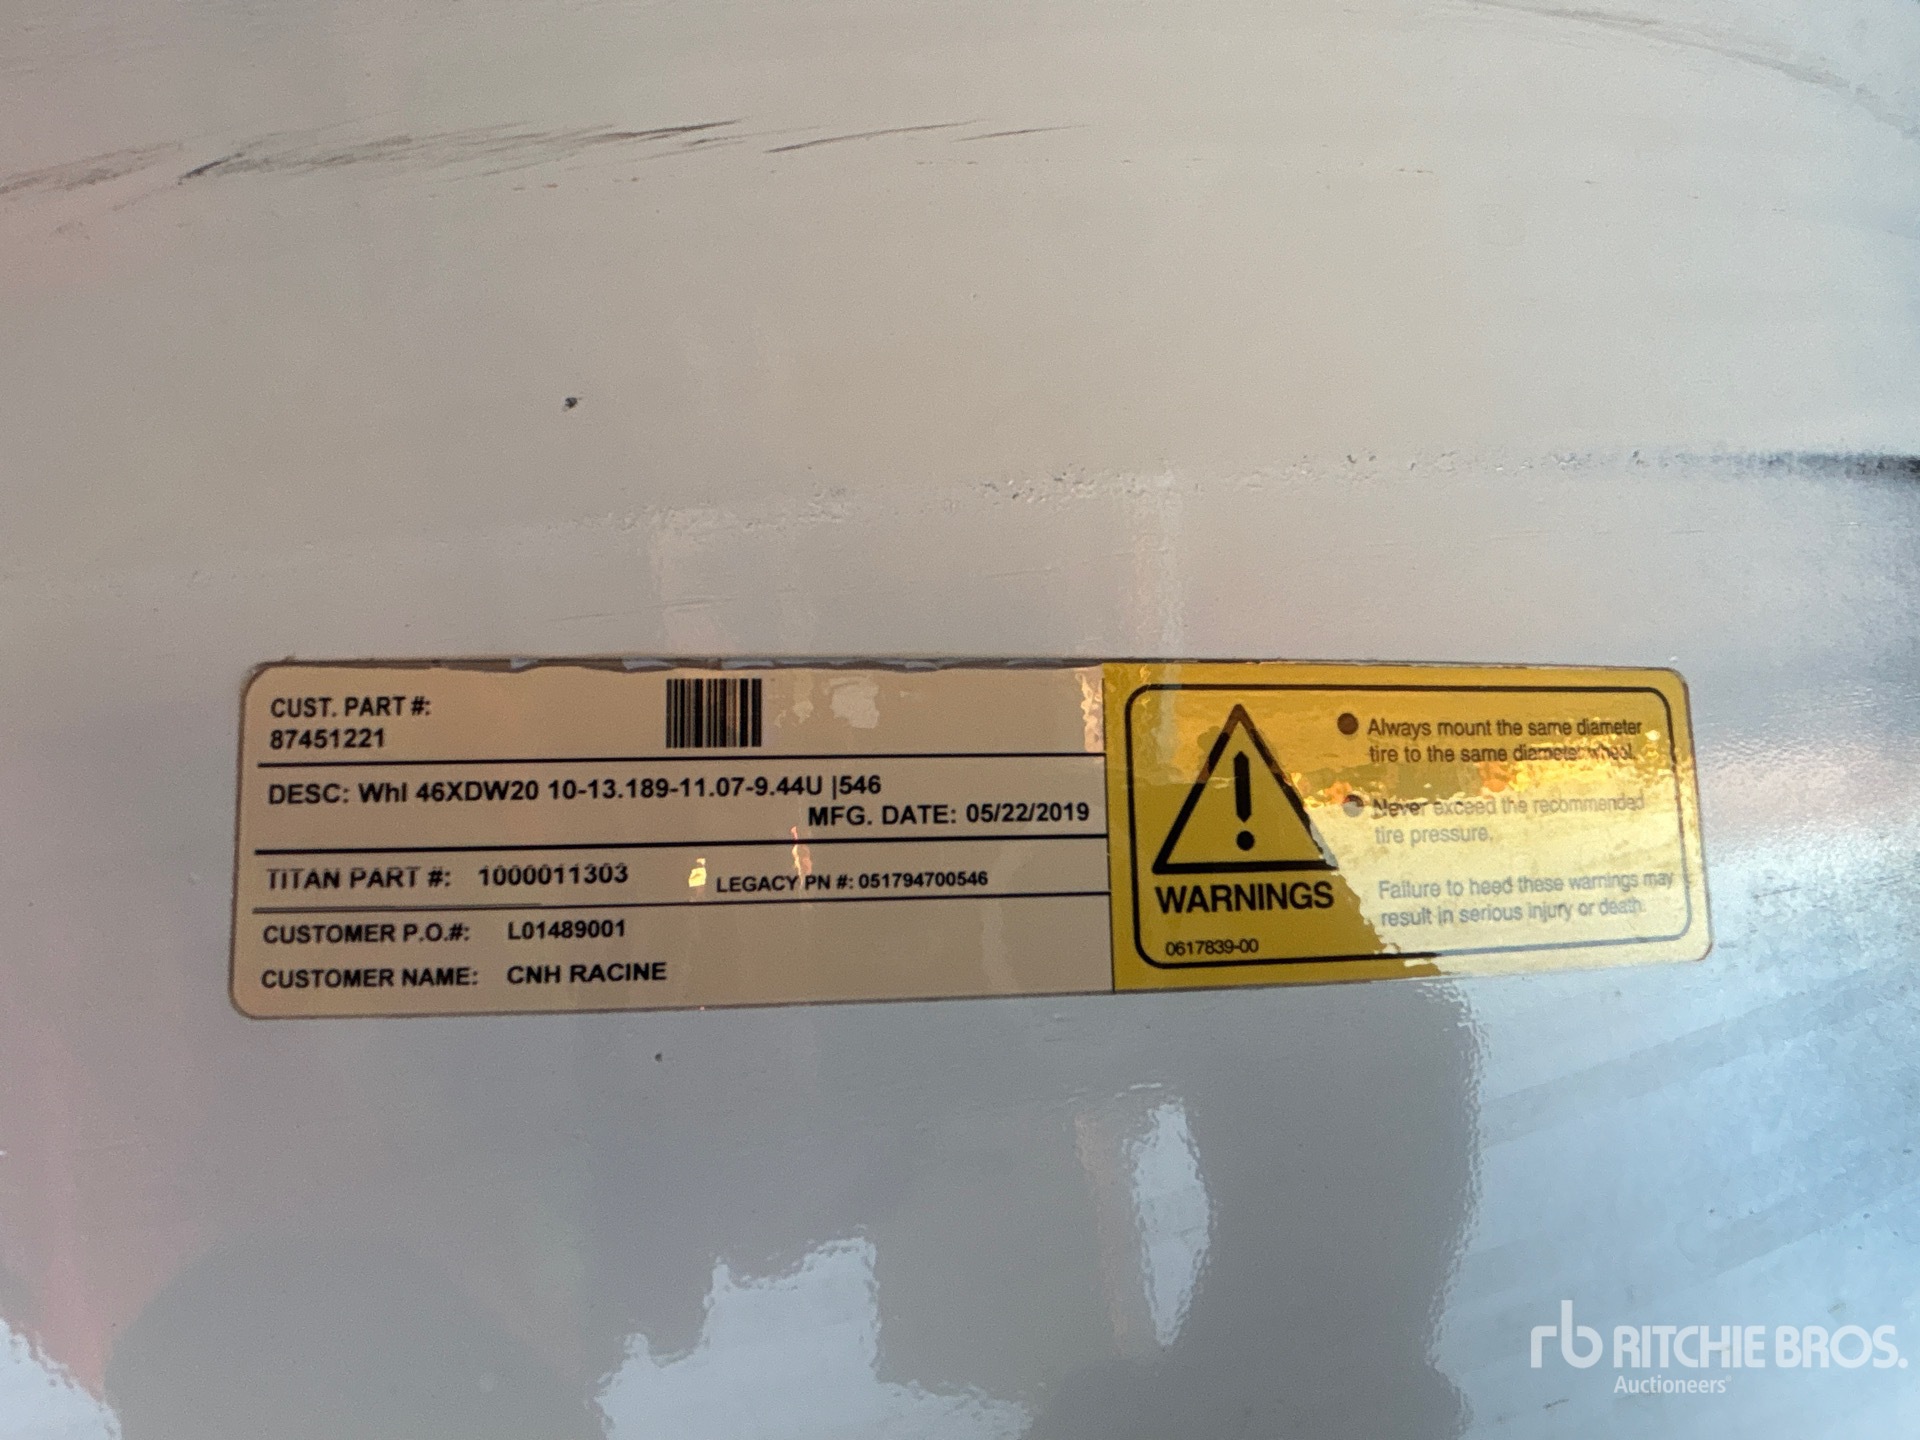 CUST. PART #:
87451221
DESC: Whl 46XDW20 10-13.189-11.07-9.44U |546
MFG. DATE: 05/22/2019
TITAN PART #: 1000011303
LEGACY PN #: 051794700546
CUSTOMER P.O.#: L01489001
CUSTOMER NAME: CNH RACINE
WARNINGS
0617839-00
Always mount the same diameter
tire to the same diameter wheel.
Never exceed the recommended
tire pressure.
Failure to heed these warnings may
result in serious injury or death.
rb RITCHIE BROS.
Auctioneers